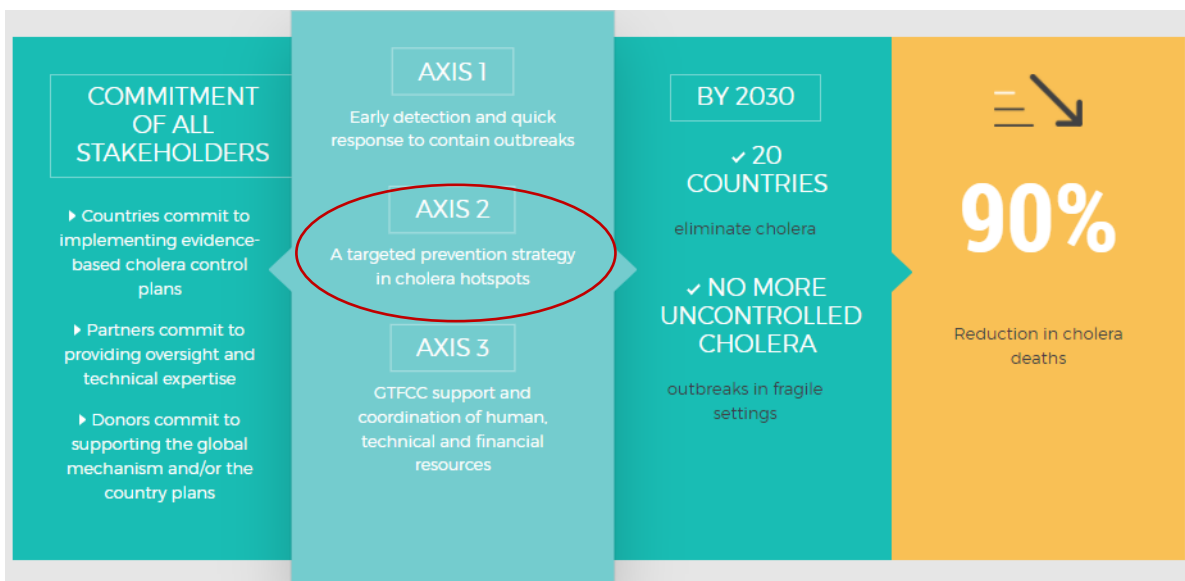 COMMITMENT
OF ALL
STAKEHOLDERS
Countries commit to
implementing evidence-
based cholera control
plans
Partners commit to
providing oversight and
technical expertise
Donors commit to
supporting the global
mechanism and/or the
country plans
AXIS 1
Early detection and quick
response to contain outbreaks
AXIS 2
A targeted prevention strategy
in cholera hotspots
AXIS 3
GTFCC support and
coordination of human,
technical and financial
resources
BY 2030
✓ 20
COUNTRIES
eliminate cholera
✓ NO MORE
UNCONTROLLED
CHOLERA
outbreaks in fragile
settings
90%
Reduction in cholera
deaths